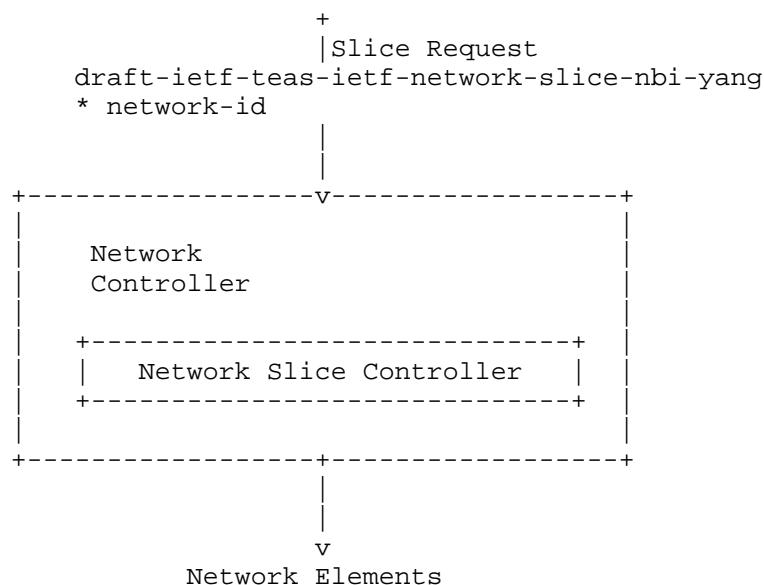 Slice Request
draft-ietf-teas-ietf-network-slice-nbi-yang
* network-id
Network
Controller
Network Slice Controller
Network Elements